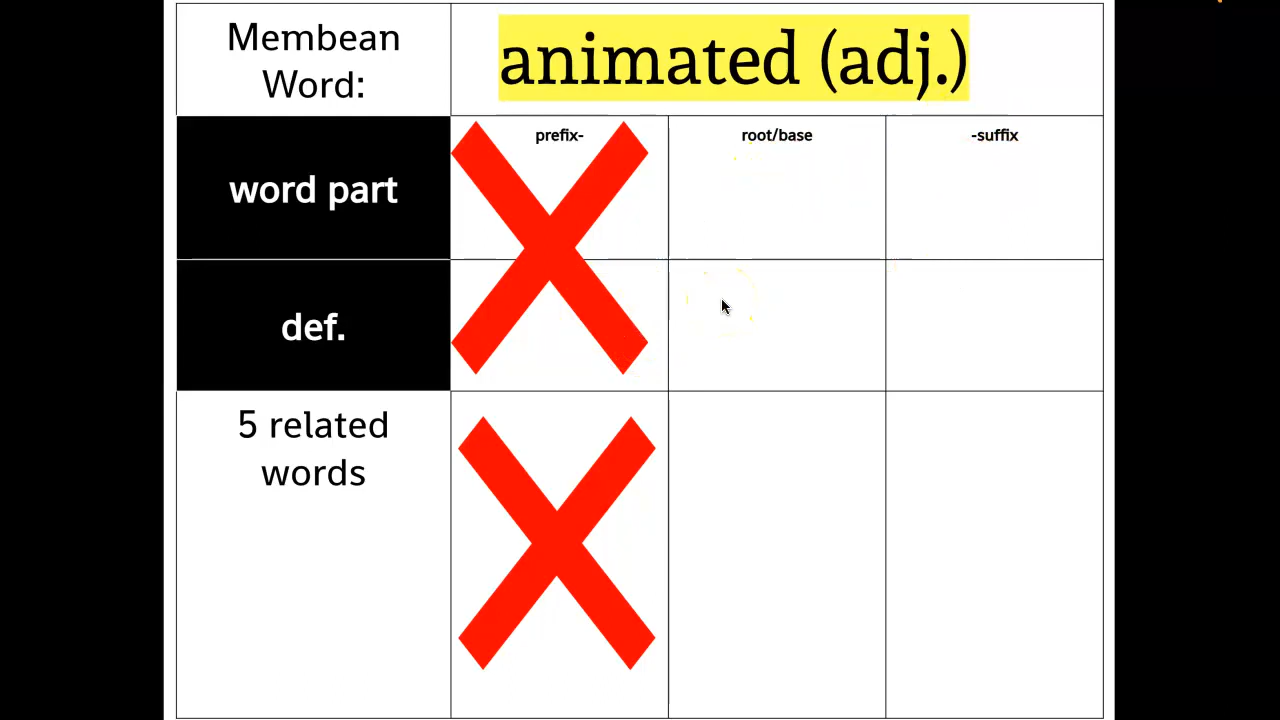 Membean
Word:
animated (adj.)
prefix-
root/base
-suffix
word part
def.
5 related
words